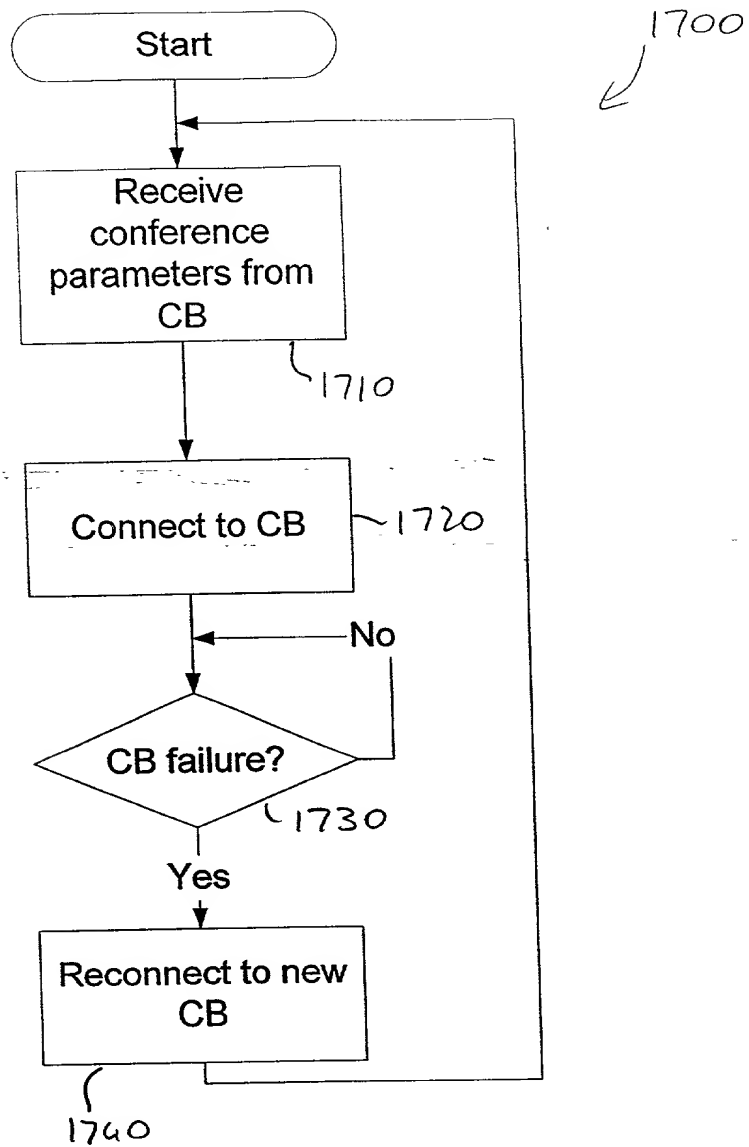 Start
1700
Receive
conference
parameters from
CB
1710
Connect to CB
1720
No
CB failure?
1730
Yes
Reconnect to new
CB
1740